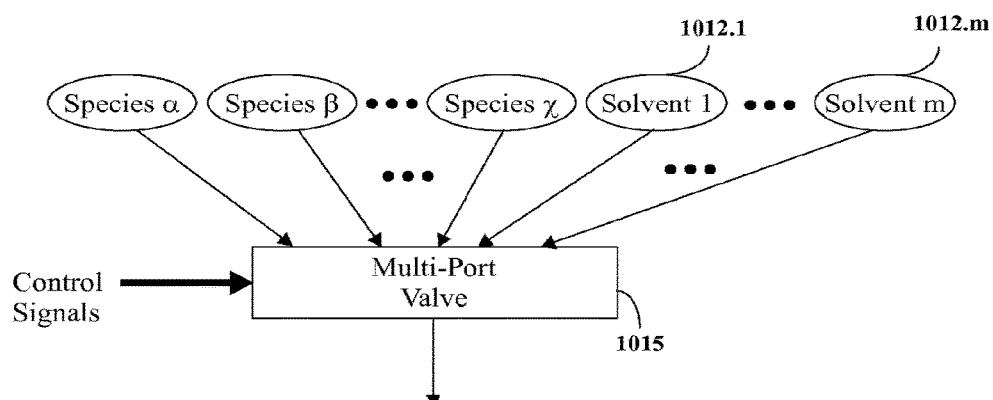 1012.1
1012.m
Species α
Species β
Species χ
Solvent 1
Solvent m
Multi-Port
Valve
Control
Signals
1015